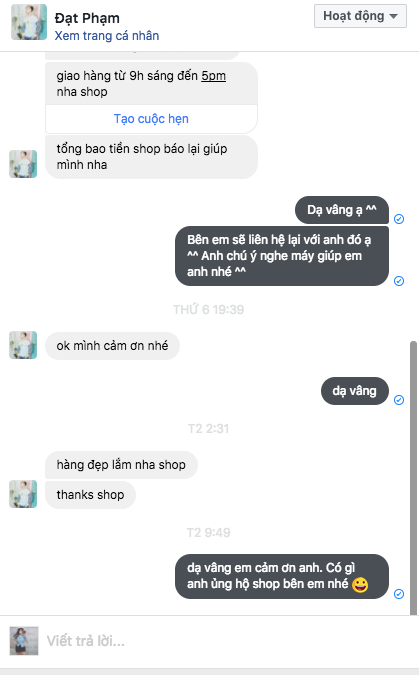 Đạt Phạm
Xem trang cá nhân
Hoạt động
giao hàng từ 9h sáng đến 5pm
nha shop
Tạo cuộc hẹn
tổng bao tiền shop báo lại giúp
mình nha
Dạ vâng ạ ^^
Bên em sẽ liên hệ lại với anh đó ạ
^^ Anh chú ý nghe máy giúp em
anh nhé ^^
THỨ 6 19:39
ok mình cảm ơn nhé
dạ vâng
T2 2:31
hàng đẹp lắm nha shop
thanks shop
T2 9:49
dạ vâng em cảm ơn anh. Có gì
anh ủng hộ shop bên em nhé 😀
Viết trả lời...